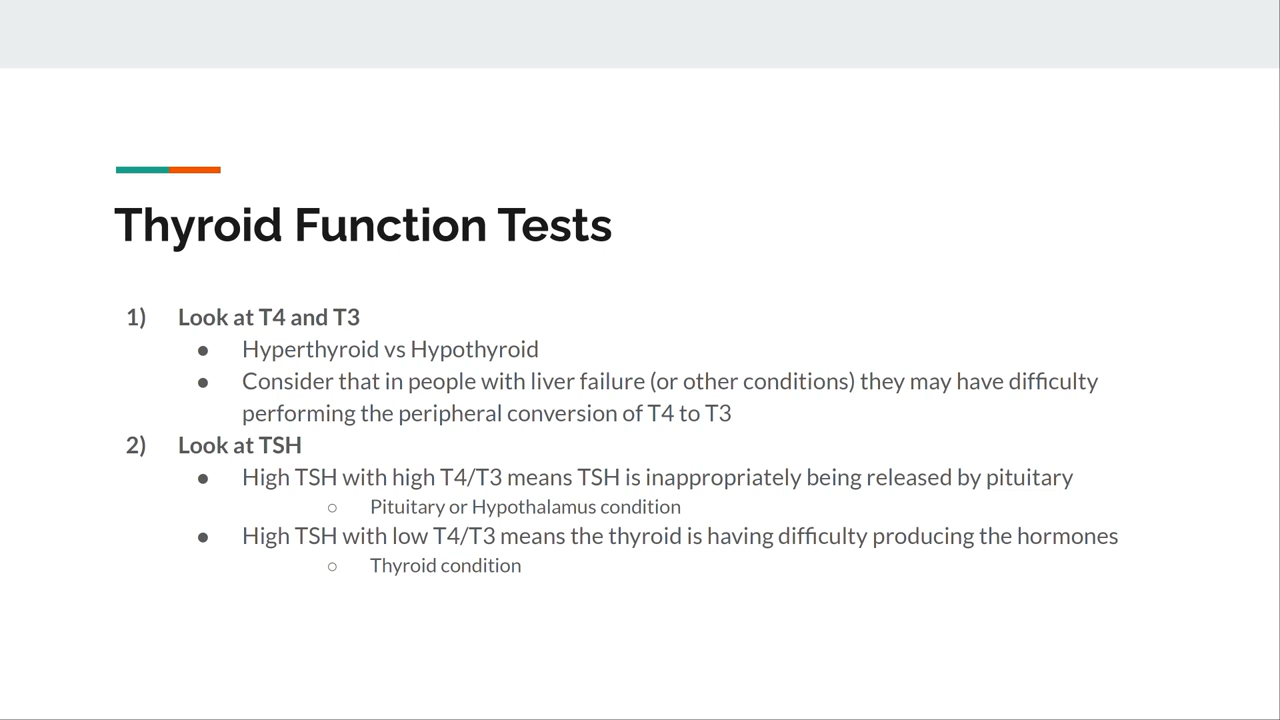 Thyroid Function Tests
1) Look at T4 and T3
● Hyperthyroid vs Hypothyroid
● Consider that in people with liver failure (or other conditions) they may have difficulty
performing the peripheral conversion of T4 to T3
2) Look at TSH
● High TSH with high T4/T3 means TSH is inappropriately being released by pituitary
○ Pituitary or Hypothalamus condition
● High TSH with low T4/T3 means the thyroid is having difficulty producing the hormones
○ Thyroid condition